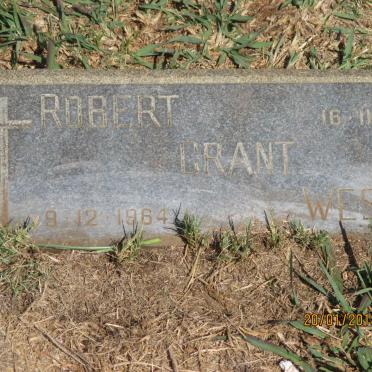 ROBERT 16-11
GRANT
WES
9-12 1964
20/01/201